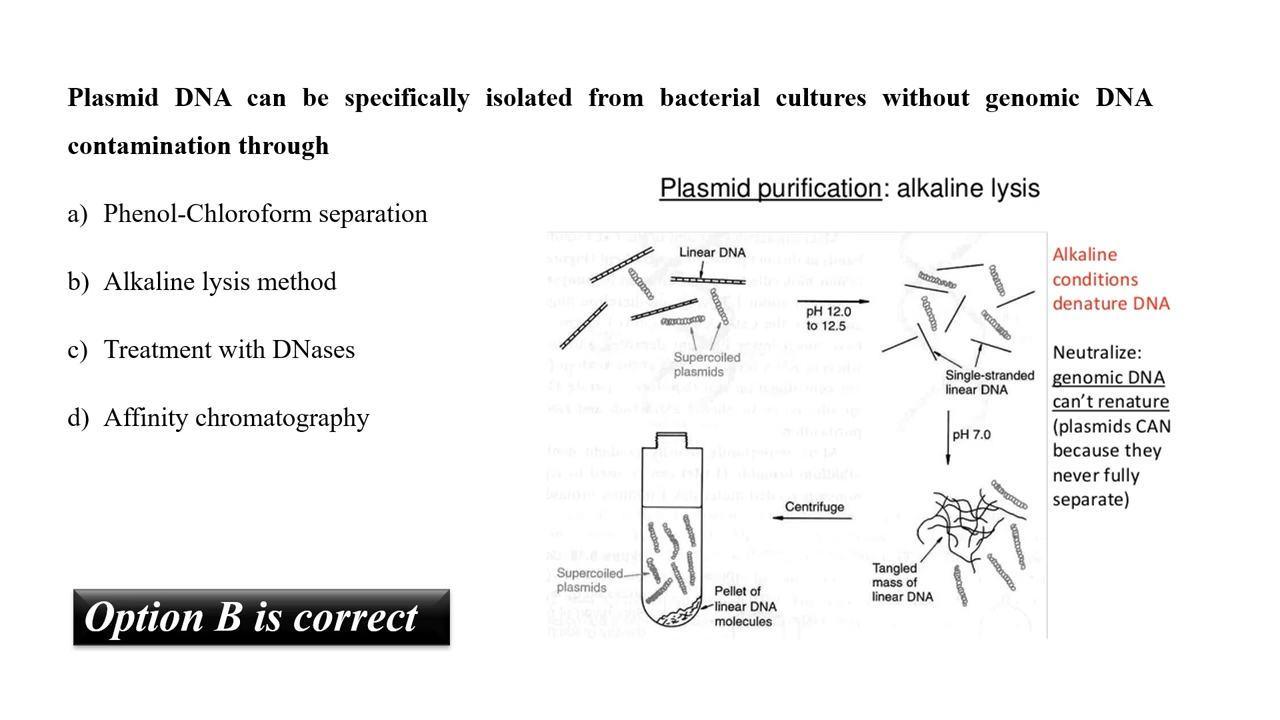 Plasmid DNA can be specifically isolated from bacterial cultures without genomic DNA
contamination through
a) Phenol-Chloroform separation
b) Alkaline lysis method
c) Treatment with DNases
d) Affinity chromatography
Option B is correct
Plasmid purification: alkaline lysis
Linear DNA
Supercoiled
plasmids
pH 12.0
to 12.5
Single-stranded
linear DNA
pH 7.0
Tangled
mass of
linear DNA
Centrifuge
Supercoiled
plasmids
Pellet of
linear DNA
molecules
Alkaline
conditions
denature DNA
Neutralize:
genomic DNA
can't renature
(plasmids CAN
because they
never fully
separate)